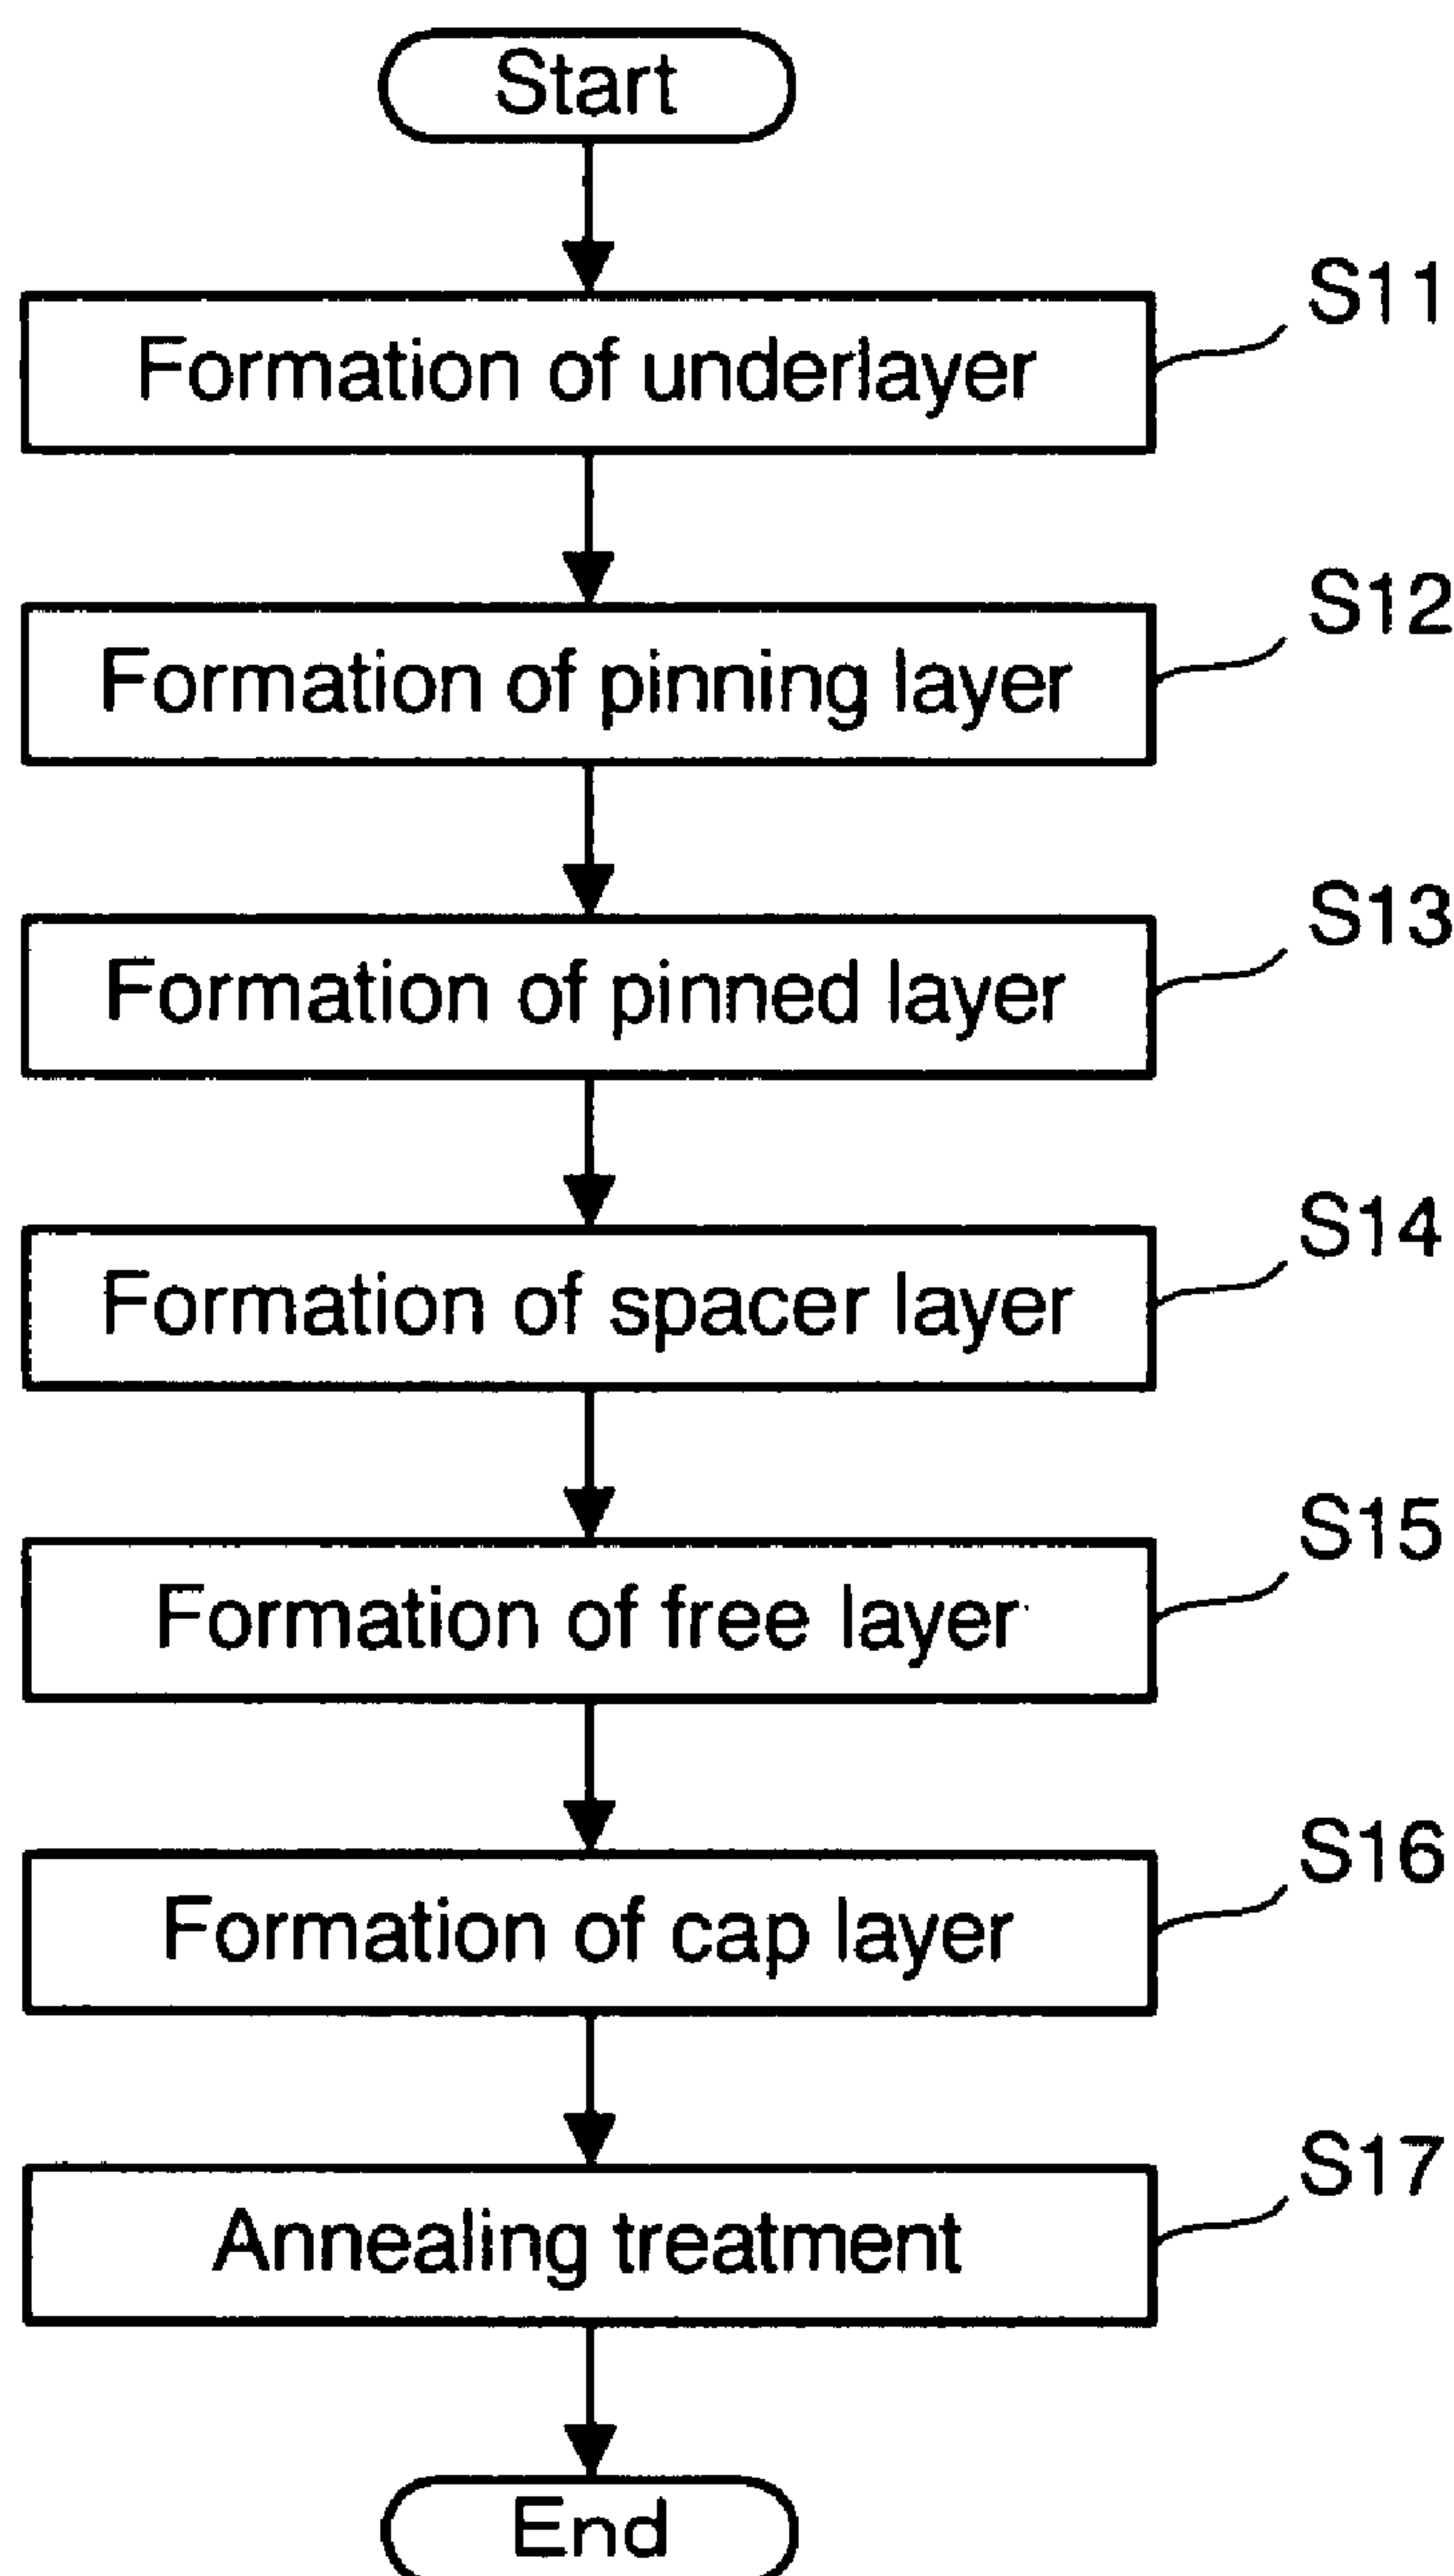 Start
S11
Formation of underlayer
S12
Formation of pinning layer
S13
Formation of pinned layer
S14
Formation of spacer layer
S15
Formation of free layer
S16
Formation of cap layer
S17
Annealing treatment
End